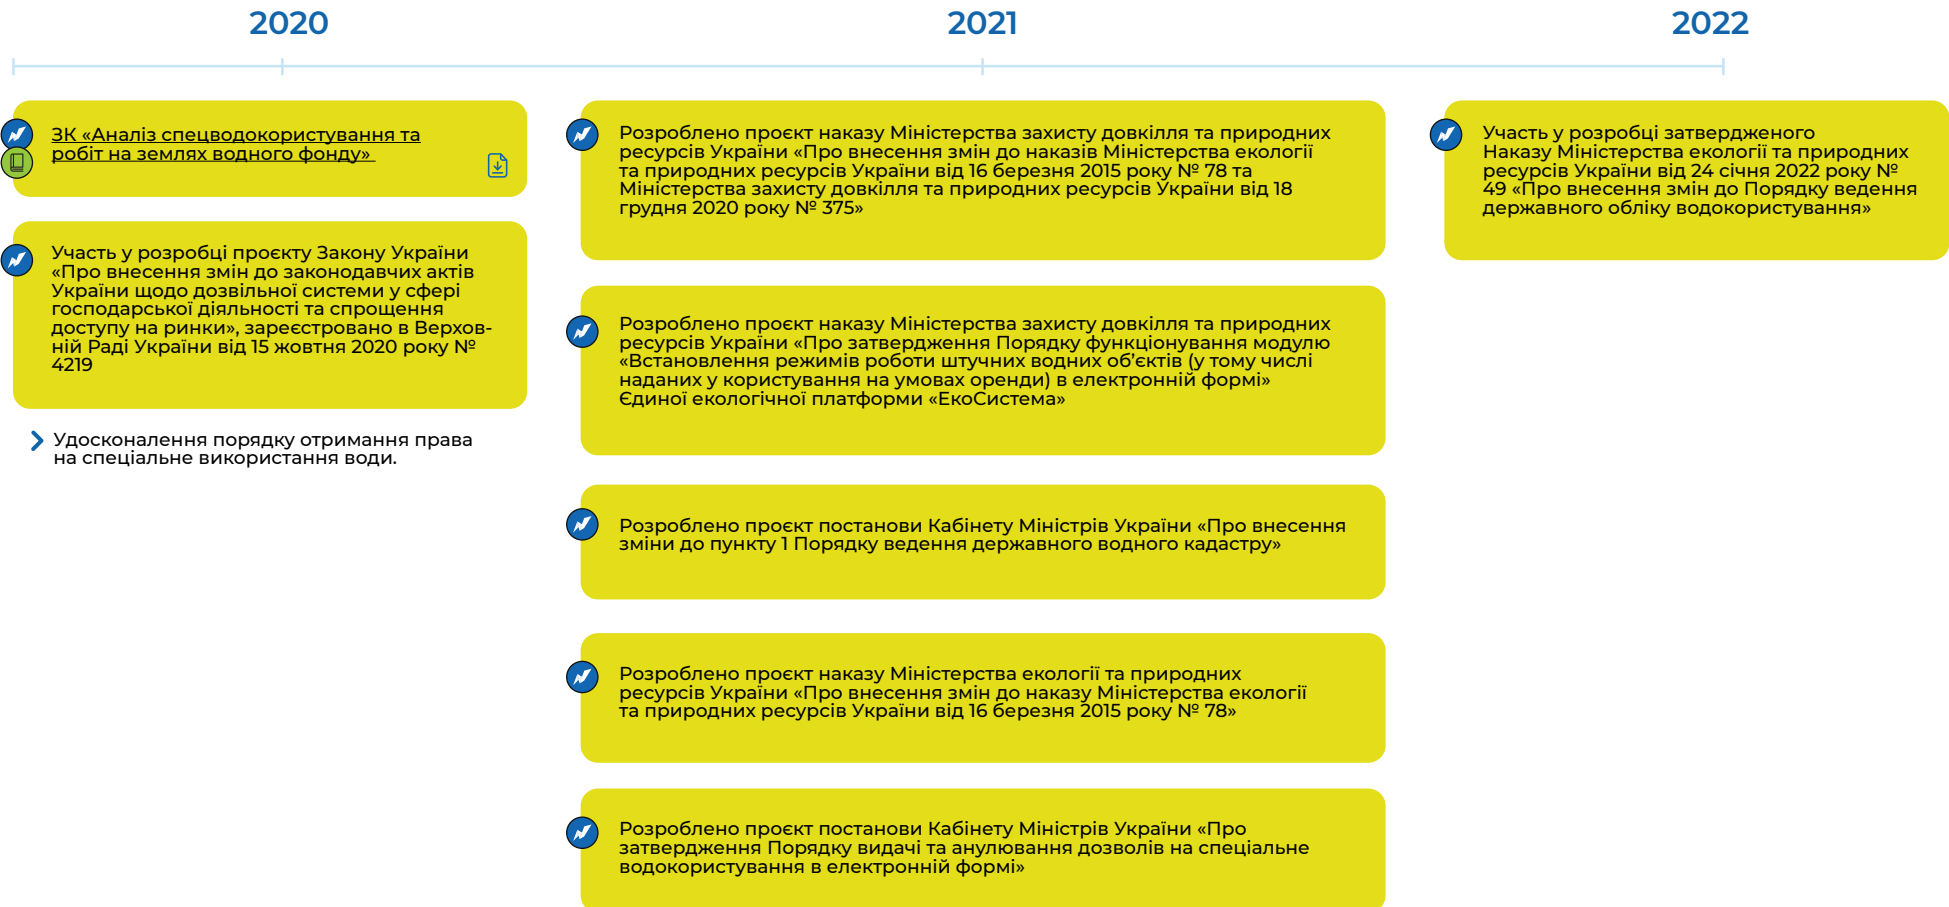 2020
2021
2022
ЗК «Аналіз спецводокористування та
робіт на землях водного фонду»
Участь у розробці проєкту Закону України
«Про внесення змін до законодавчих актів
України щодо дозвільної системи у сфері
господарської діяльності та спрощення
доступу на ринки», зареєстровано в Верхов-
ній Раді України від 15 жовтня 2020 року №
4219
Удосконалення порядку отримання права
на спеціальне використання води.
Розроблено проєкт наказу Міністерства захисту довкілля та природних
ресурсів України «Про внесення змін до наказів Міністерства екології
та природних ресурсів України від 16 березня 2015 року № 78 та
Міністерства захисту довкілля та природних ресурсів України від 18
грудня 2020 року № 375»
Розроблено проєкт наказу Міністерства захисту довкілля та природних
ресурсів України «Про затвердження Порядку функціонування модулю
«Встановлення режимів роботи штучних водних об’єктів (у тому числі
наданих у користування на умовах оренди) в електронній формі»
Єдиної екологічної платформи «ЕкоСистема»
Розроблено проєкт постанови Кабінету Міністрів України «Про внесення
зміни до пункту 1 Порядку ведення державного водного кадастру»
Розроблено проєкт наказу Міністерства екології та природних
ресурсів України «Про внесення змін до наказу Міністерства екології
та природних ресурсів України від 16 березня 2015 року № 78»
Розроблено проєкт постанови Кабінету Міністрів України «Про
затвердження Порядку видачі та анулювання дозволів на спеціальне
водокористування в електронній формі»
Участь у розробці затвердженого
Наказу Міністерства екології та природних
ресурсів України від 24 січня 2022 року №
49 «Про внесення змін до Порядку ведення
державного обліку водокористування»